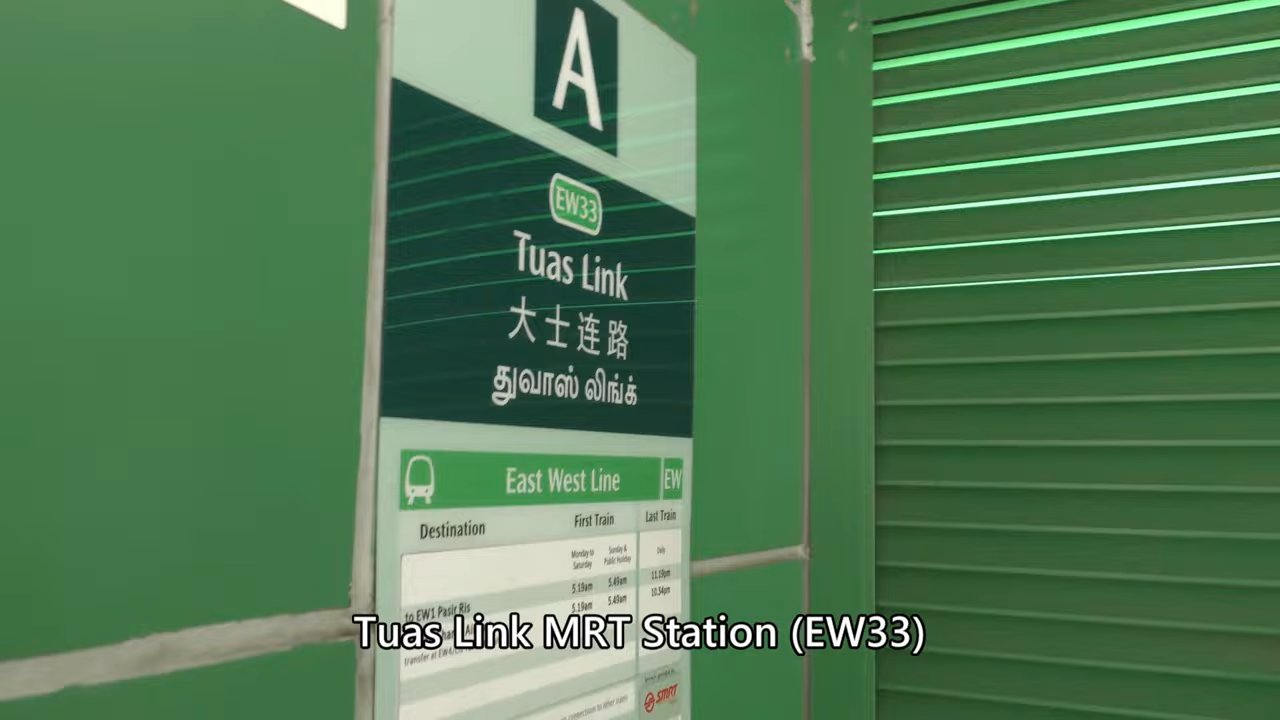 A
EW33
Tuas Link
大士连路
துவாஸ் லிங்க்
East West Line EW
Destination First Train Last Train
Monday to Saturday Sunday & Public Holiday Daily
5.19am 5.49am 11.19pm
to EW1 Pasir Ris
5.19am 5.49am 10.34pm
transfer at
SMRT
Tuas Link MRT Station (EW33)